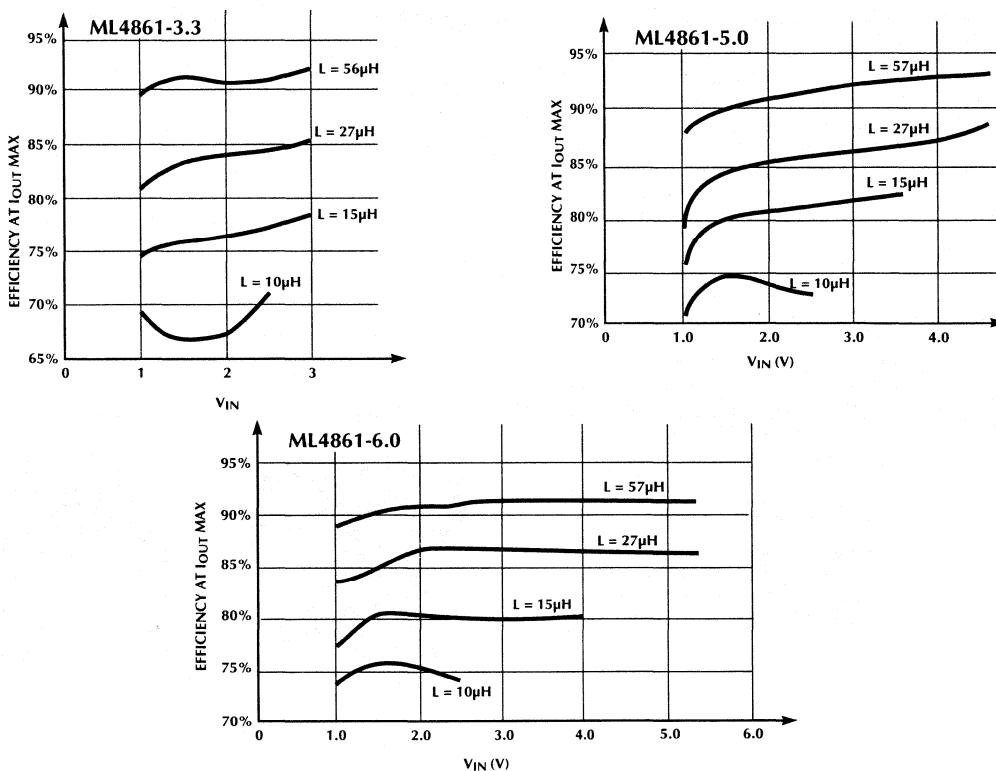 ML4861-3.3
EFFICIENCY AT IOUT MAX
95%
90%
85%
80%
75%
70%
65%
L = 56µH
L = 27µH
L = 15µH
L = 10µH
0 1 2 3
VIN
ML4861-5.0
EFFICIENCY AT IOUT MAX
95%
90%
85%
80%
75%
70%
L = 57µH
L = 27µH
L = 15µH
L = 10µH
0 1.0 2.0 3.0 4.0
VIN (V)
ML4861-6.0
EFFICIENCY AT IOUT MAX
95%
90%
85%
80%
75%
70%
L = 57µH
L = 27µH
L = 15µH
L = 10µH
0 1.0 2.0 3.0 4.0 5.0 6.0
VIN (V)